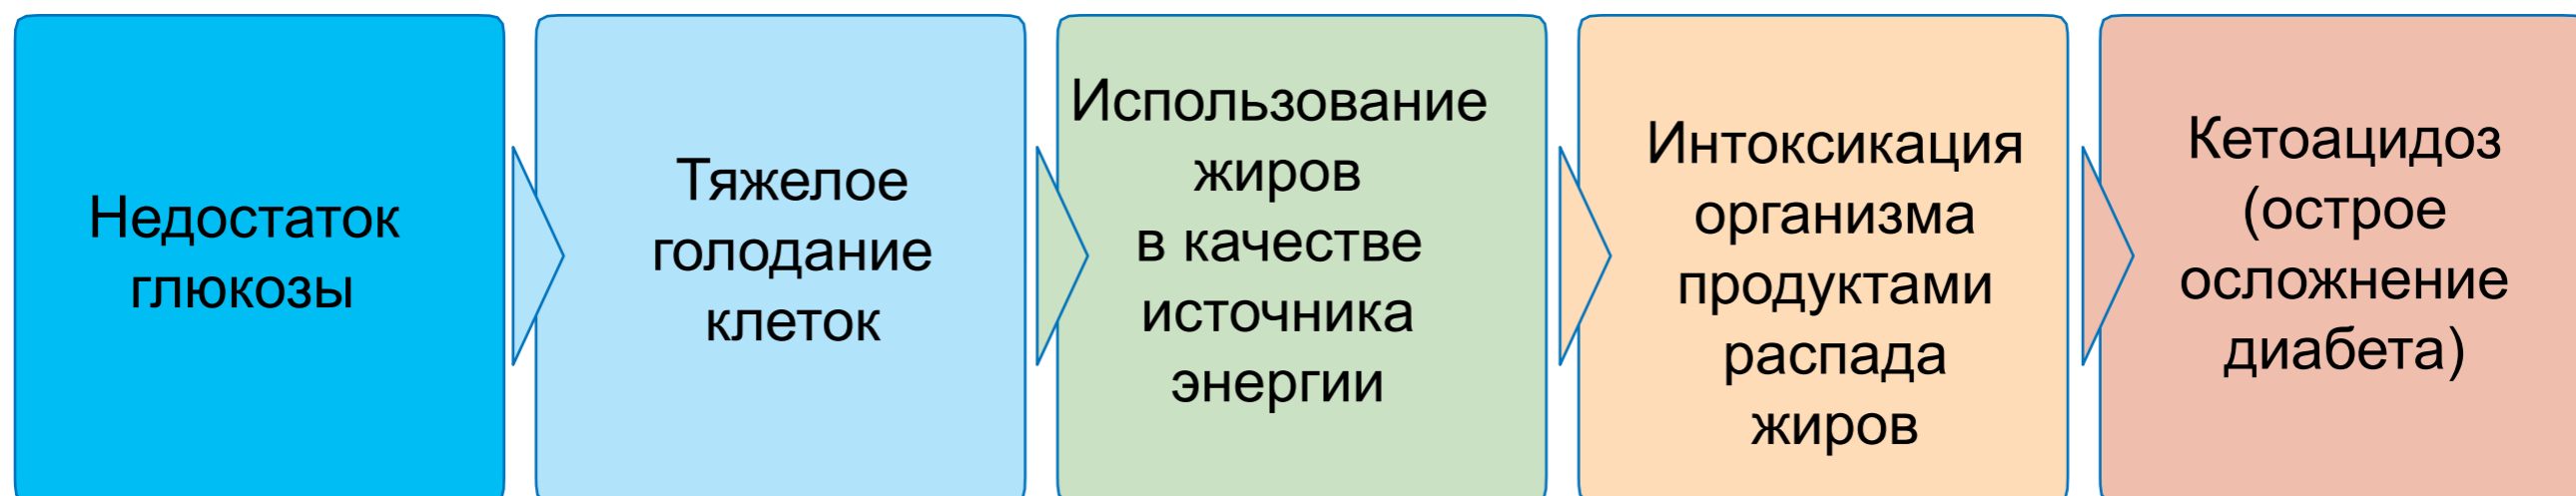 Недостаток
глюкозы
Тяжелое
голодание
клеток
Использование
жиров
в качестве
источника
энергии
Интоксикация
организма
продуктами
распада
жиров
Кетоацидоз
(острое
осложнение
диабета)